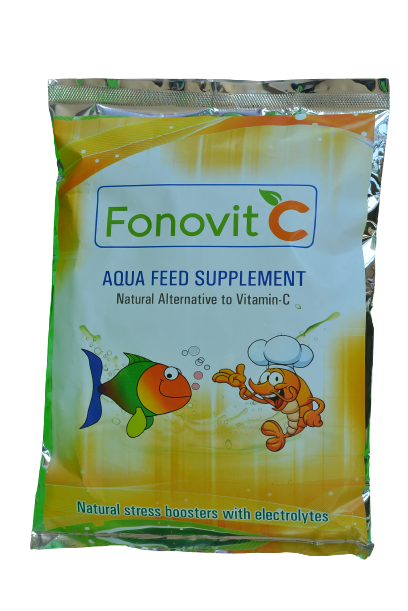 Fonovit C
AQUA FEED SUPPLEMENT
Natural Alternative to Vitamin-C
Natural stress boosters with electrolytes